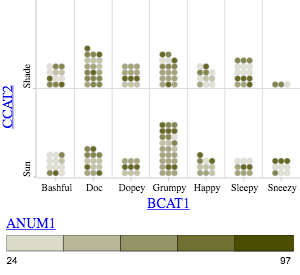 CCAT2
Shade
Sun
Bashful Doc Dopey Grumpy Happy Sleepy Sneezy
BCAT1
ANUM1
24 97